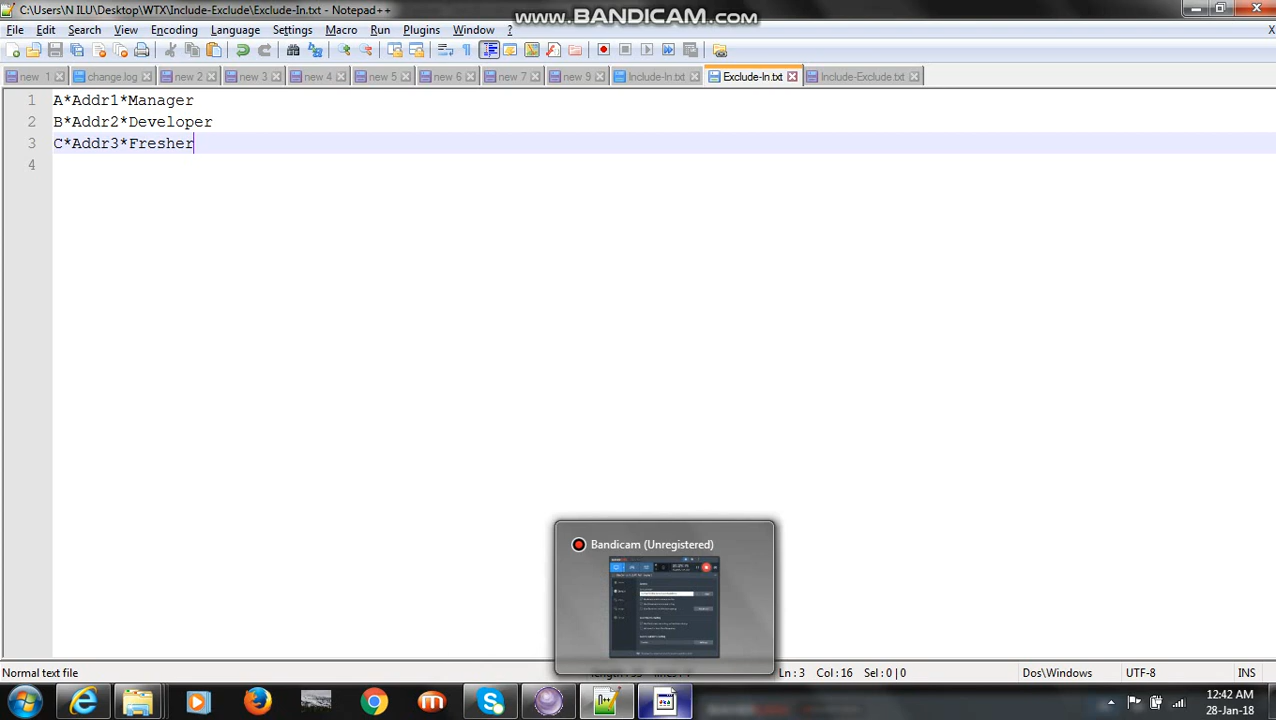 C:\Users\N ILU\Desktop\WTX\Include-Exclude\Exclude-In.txt - Notepad++
WWW.BANDICAM.COM
File Edit Search View Encoding Language Settings Macro Run Plugins Window ?
X
new 1 change.log new 2 new 3 new 4 new 5 new 6 new 7 new 9 Include-In.txt Exclude-In.txt Include-Exclude.txt
1 A*Addr1*Manager
2 B*Addr2*Developer
3 C*Addr3*Fresher
4
Bandicam (Unregistered)
Normal text file
Ln : 3 Col : 16 Sel : 0 | 0
Dos\Windows
UTF-8
INS
12:42 AM
28-Jan-18